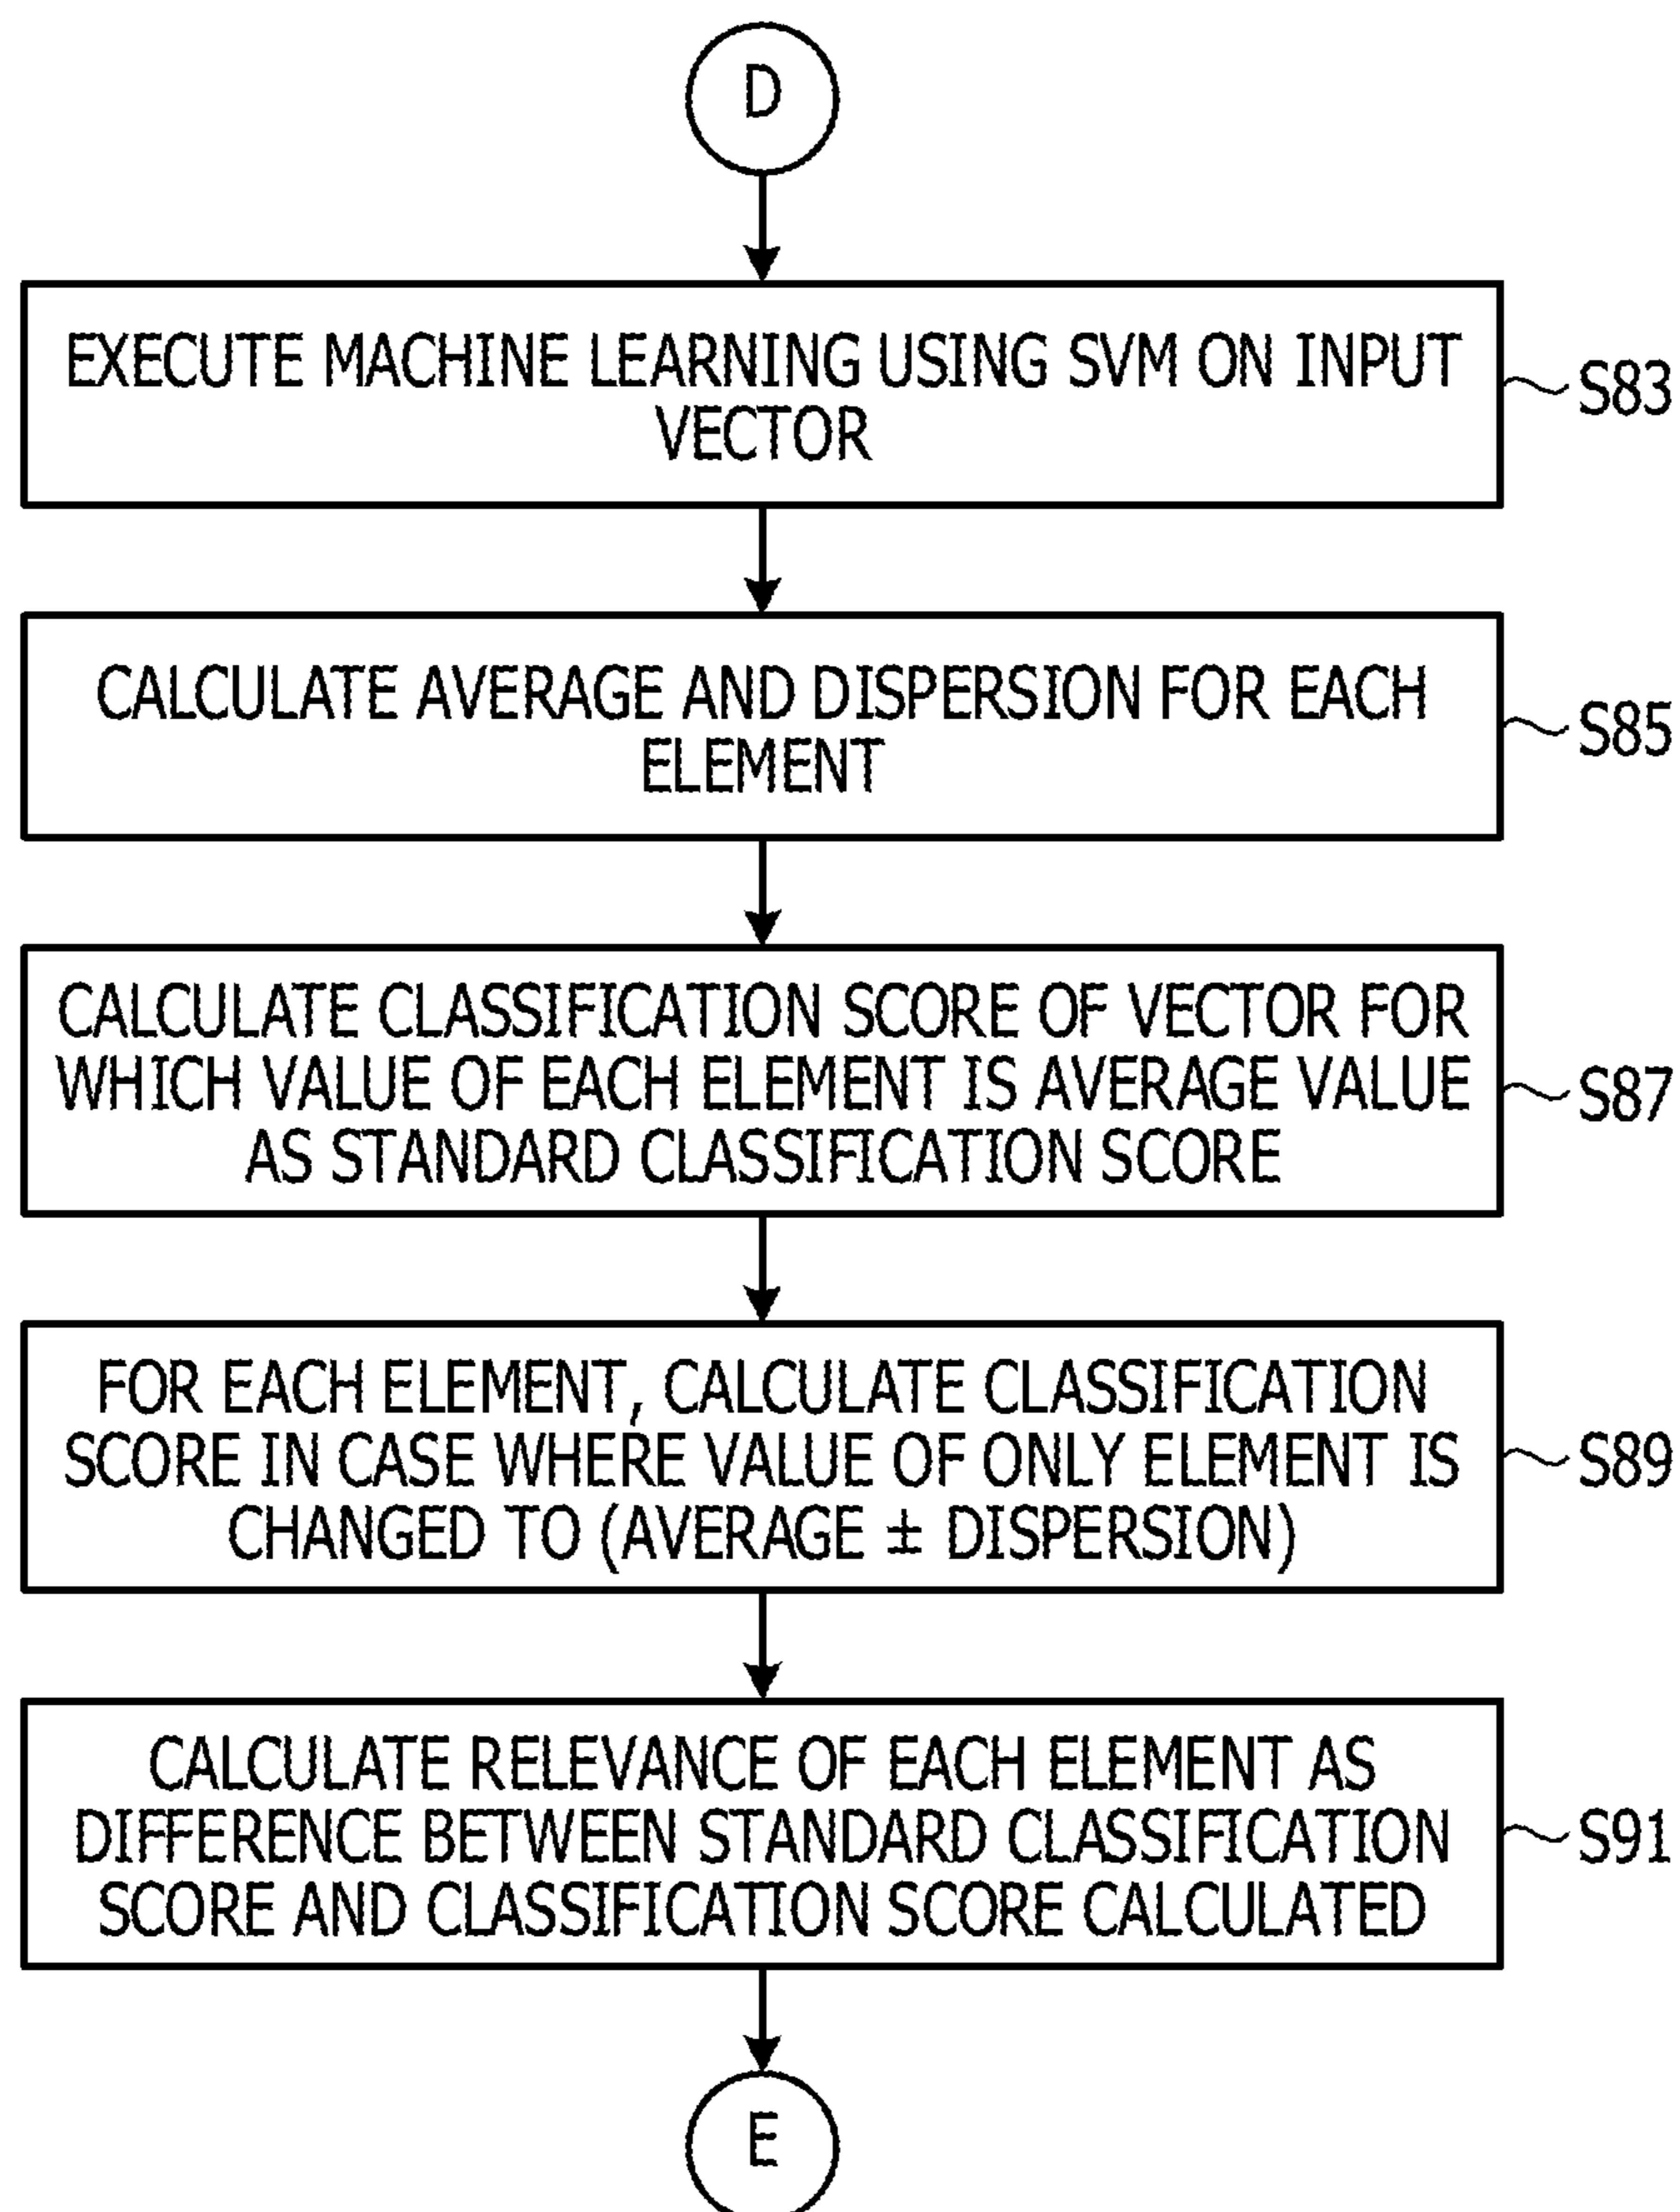 D
EXECUTE MACHINE LEARNING USING SVM ON INPUT
VECTOR
S83
CALCULATE AVERAGE AND DISPERSION FOR EACH
ELEMENT
S85
CALCULATE CLASSIFICATION SCORE OF VECTOR FOR
WHICH VALUE OF EACH ELEMENT IS AVERAGE VALUE
AS STANDARD CLASSIFICATION SCORE
S87
FOR EACH ELEMENT, CALCULATE CLASSIFICATION
SCORE IN CASE WHERE VALUE OF ONLY ELEMENT IS
CHANGED TO (AVERAGE ± DISPERSION)
S89
CALCULATE RELEVANCE OF EACH ELEMENT AS
DIFFERENCE BETWEEN STANDARD CLASSIFICATION
SCORE AND CLASSIFICATION SCORE CALCULATED
S91
E